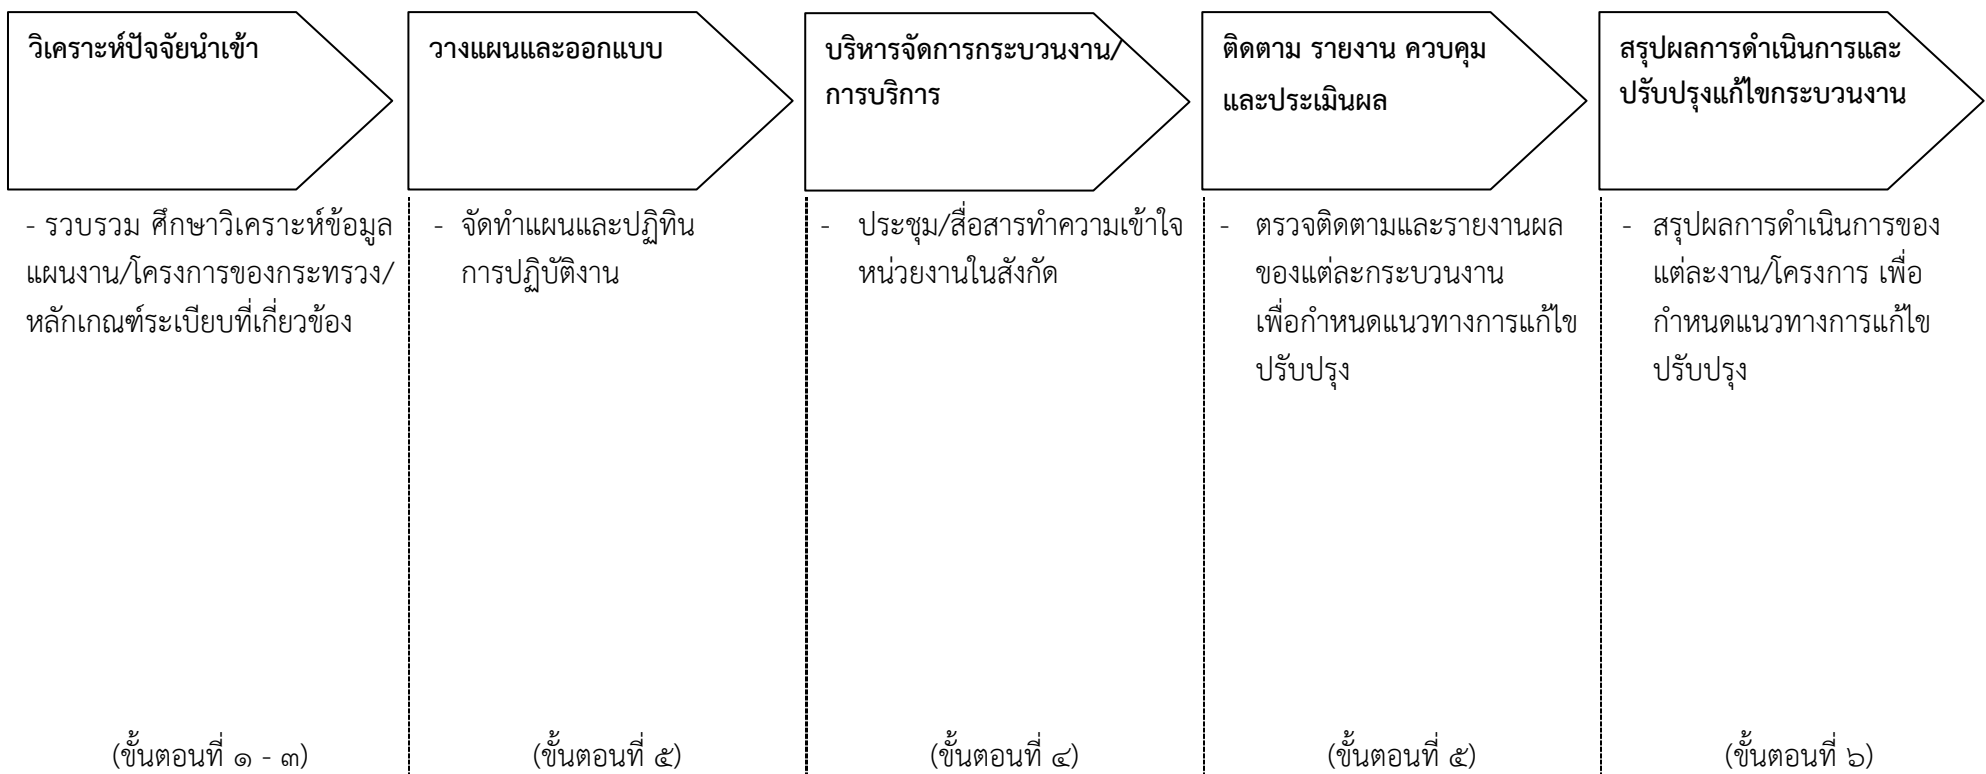 วิเคราะห์ปัจจัยนำเข้า
วางแผนและออกแบบ
บริหารจัดการกระบวนงาน/
การบริการ
ติดตาม รายงาน ควบคุม
และประเมินผล
สรุปผลการดำเนินการและ
ปรับปรุงแก้ไขกระบวนงาน
- รวบรวม ศึกษาวิเคราะห์ข้อมูล
แผนงาน/โครงการของกระทรวง/
หลักเกณฑ์ระเบียบที่เกี่ยวข้อง
- จัดทำแผนและปฏิทิน
การปฏิบัติงาน
- ประชุม/สื่อสารทำความเข้าใจ
หน่วยงานในสังกัด
- ตรวจติดตามและรายงานผล
ของแต่ละกระบวนงาน
เพื่อกำหนดแนวทางการแก้ไข
ปรับปรุง
- สรุปผลการดำเนินการของ
แต่ละงาน/โครงการ เพื่อ
กำหนดแนวทางการแก้ไข
ปรับปรุง
(ขั้นตอนที่ ๑ - ๓)
(ขั้นตอนที่ ๕)
(ขั้นตอนที่ ๔)
(ขั้นตอนที่ ๕)
(ขั้นตอนที่ ๖)